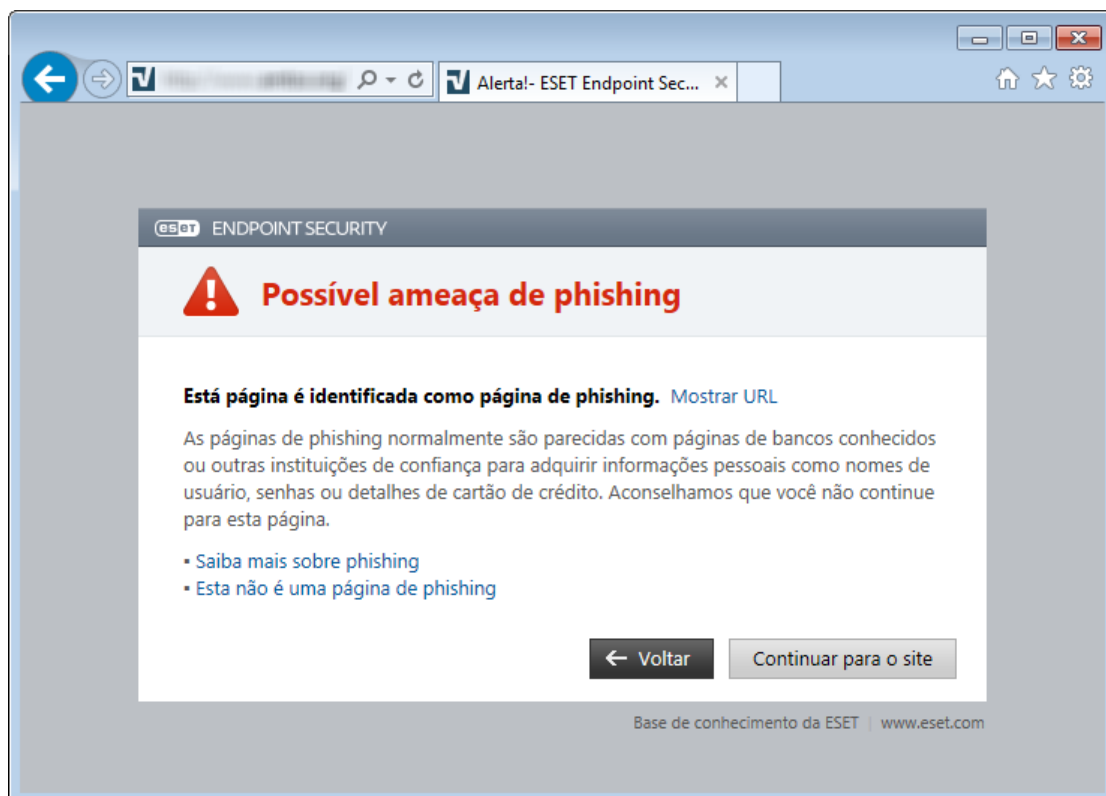 Alerta!- ESET Endpoint Sec...
eset ENDPOINT SECURITY
Possível ameaça de phishing
Está página é identificada como página de phishing. Mostrar URL
As páginas de phishing normalmente são parecidas com páginas de bancos conhecidos
ou outras instituições de confiança para adquirir informações pessoais como nomes de
usuário, senhas ou detalhes de cartão de crédito. Aconselhamos que você não continue
para esta página.
▪ Saiba mais sobre phishing
▪ Esta não é uma página de phishing
← Voltar Continuar para o site
Base de conhecimento da ESET | www.eset.com